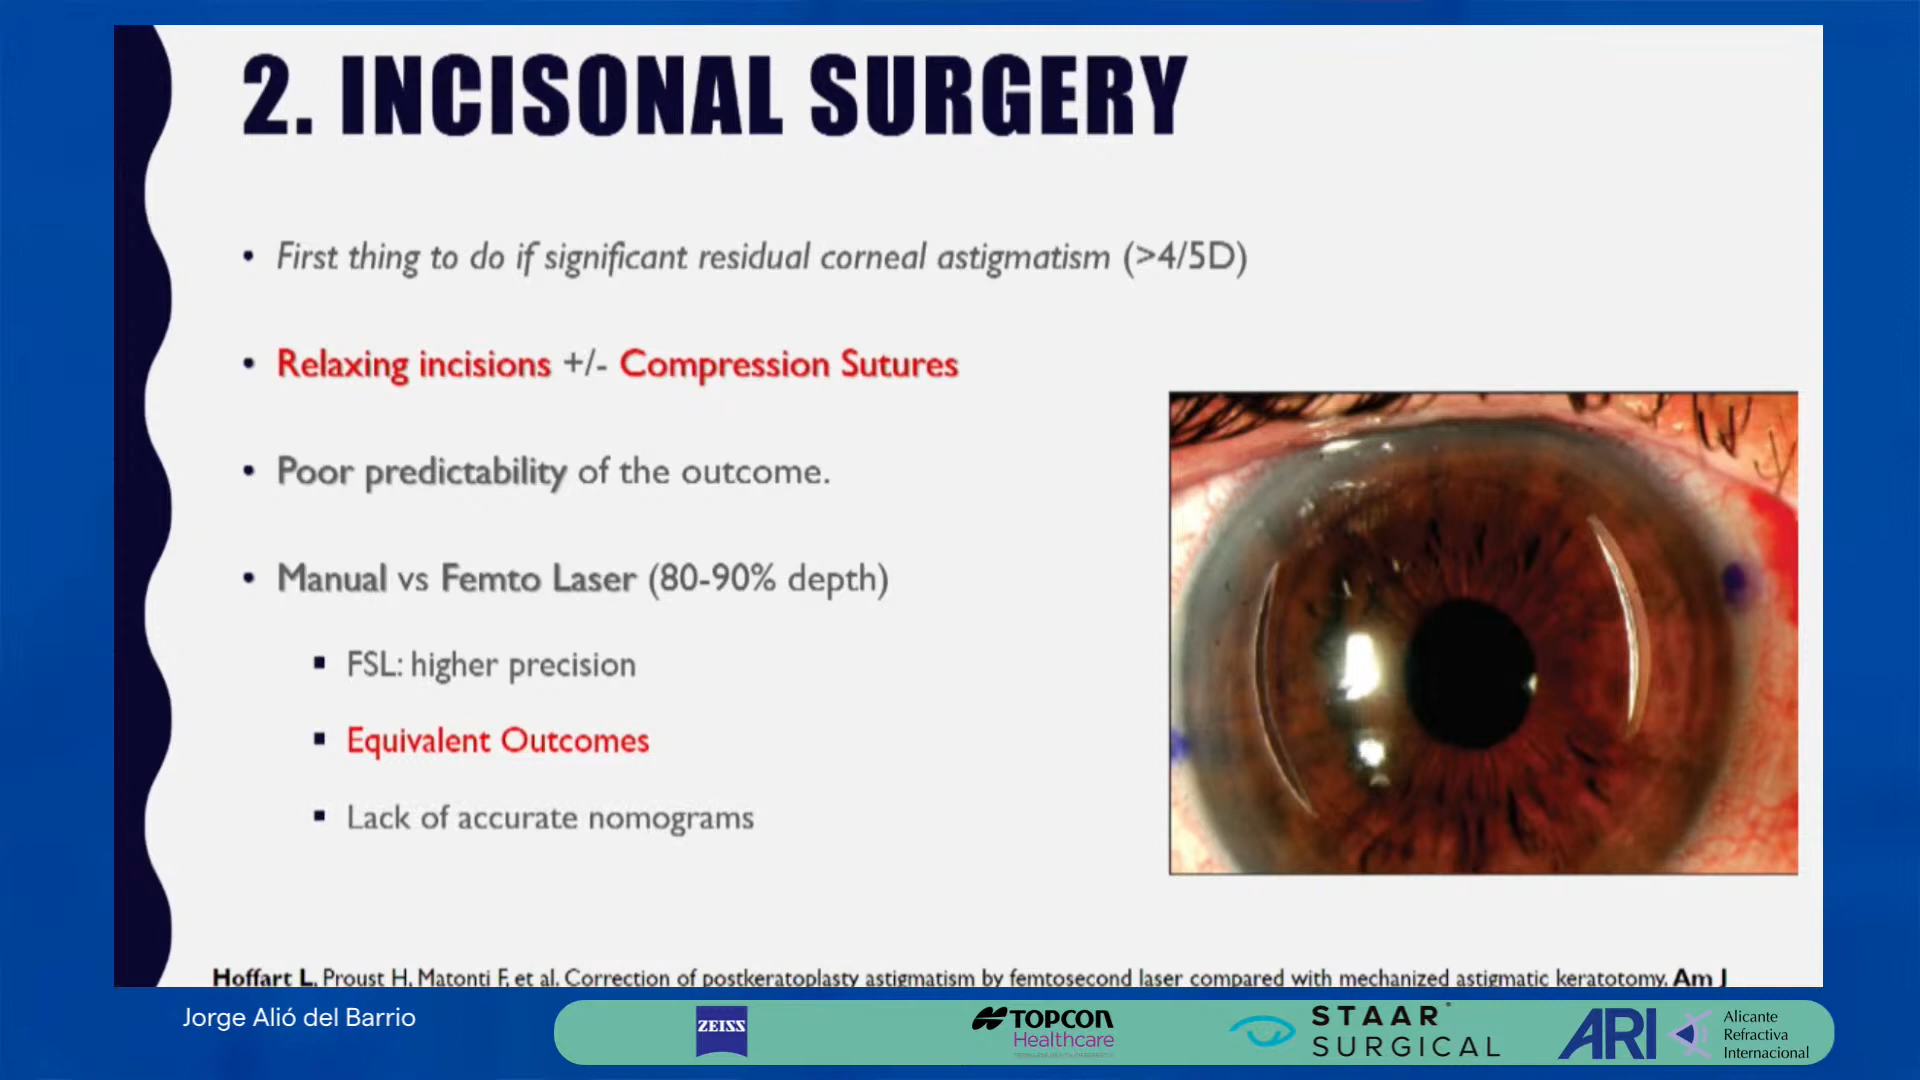 2. INCISONAL SURGERY
• First thing to do if significant residual corneal astigmatism (>4/5D)
• Relaxing incisions +/- Compression Sutures
• Poor predictability of the outcome.
• Manual vs Femto Laser (80-90% depth)
▪ FSL: higher precision
▪ Equivalent Outcomes
▪ Lack of accurate nomograms
Hoffart L, Proust H, Matonti F, et al. Correction of postkeratoplasty astigmatism by femtosecond laser compared with mechanized astigmatic keratotomy. Am J
Jorge Alió del Barrio
ZEISS
TOPCON
Healthcare
STAAR
SURGICAL
ARI
Alicante
Refractiva
Internacional